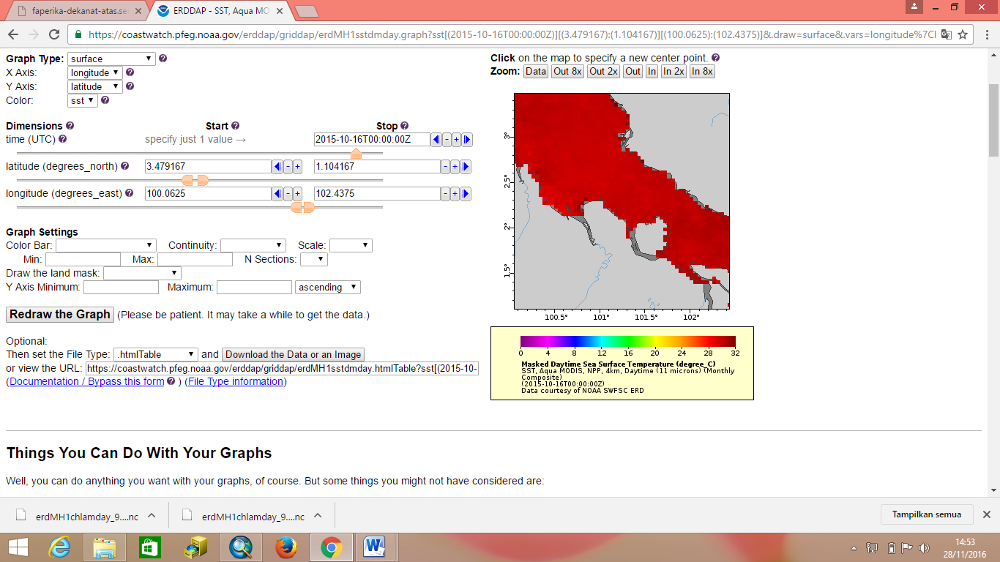 faperika-dekanat-atas.se
ERDDAP - SST, Aqua MO
https://coastwatch.pfeg.noaa.gov/erddap/griddap/erdMH1sstdmday.graph?sst[(2015-10-16T00:00:00Z)][(3.479167):(1.104167)][(100.0625):(102.4375)]&.draw=surface&.vars=longitude%7Cl
Graph Type: surface ?
X Axis: longitude ?
Y Axis: latitude ?
Color: sst ?
Dimensions ? Start ? Stop ?
time (UTC) ? specify just 1 value → 2015-10-16T00:00:00Z - +
latitude (degrees_north) ? 3.479167 - + 1.104167 - +
longitude (degrees_east) ? 100.0625 - + 102.4375 - +
Graph Settings
Color Bar: Continuity: Scale:
Min: Max: N Sections:
Draw the land mask:
Y Axis Minimum: Maximum: ascending
Redraw the Graph (Please be patient. It may take a while to get the data.)
Optional:
Then set the File Type: .htmlTable and Download the Data or an Image
or view the URL: https://coastwatch.pfeg.noaa.gov/erddap/griddap/erdMH1sstdmday.htmlTable?sst[(2015-10-
(Documentation / Bypass this form ? ) (File Type information)
Click on the map to specify a new center point. ?
Zoom: Data Out 8x Out 2x Out In In 2x In 8x
3°
2.5°
2°
1.5°
100.5° 101° 101.5° 102°
0 4 8 12 16 20 24 28 32
Masked Daytime Sea Surface Temperature (degree_C)
SST, Aqua MODIS, NPP, 4km, Daytime (11 microns) (Monthly
Composite)
(2015-10-16T00:00:00Z)
Data courtesy of NOAA SWFSC ERD
Things You Can Do With Your Graphs
Well, you can do anything you want with your graphs, of course. But some things you might not have considered are:
erdMH1chlamday_9....nc
erdMH1chlamday_9....nc
Tampilkan semua
14:53
28/11/2016